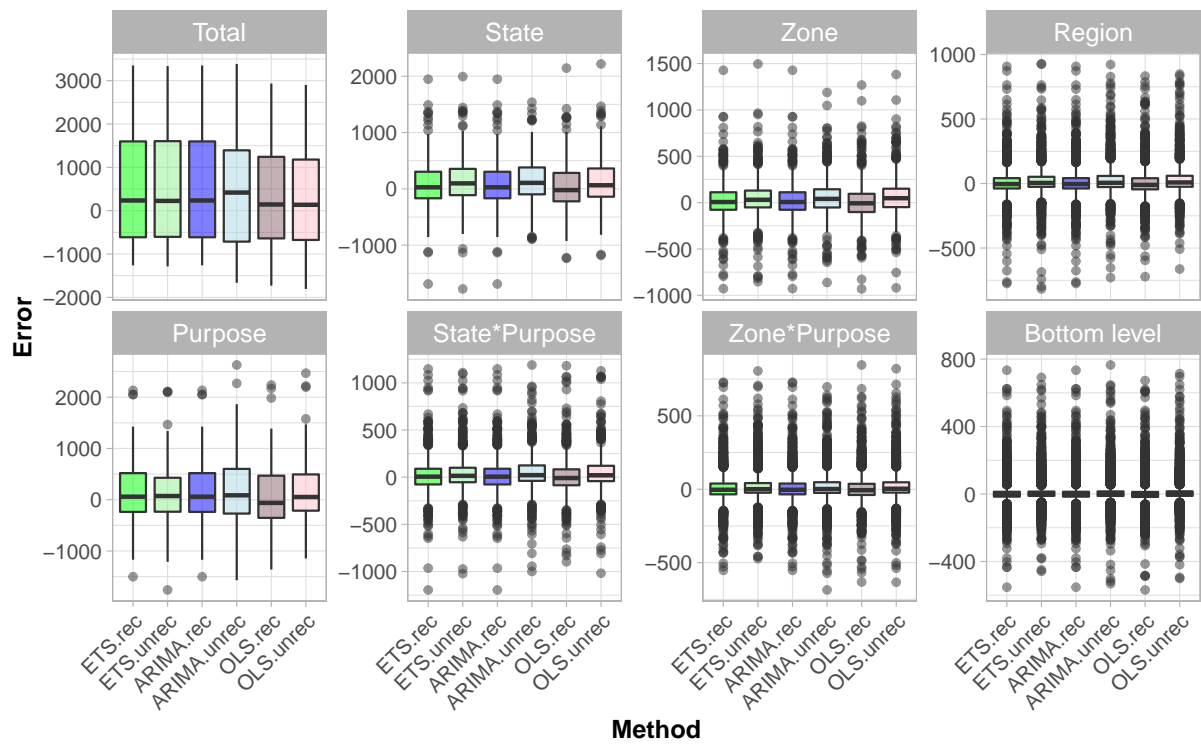 Total
State
Zone
Region
3000
2000
1000
0
−1000
−2000
2000
1000
0
−1000
1500
1000
500
0
−500
−1000
1000
500
0
−500
Error
Purpose
State*Purpose
Zone*Purpose
Bottom level
2000
1000
0
−1000
1000
500
0
−500
−1000
500
0
−500
800
400
0
−400
ETS.rec
ETS.unrec
ARIMA.rec
ARIMA.unrec
OLS.rec
OLS.unrec
ETS.rec
ETS.unrec
ARIMA.rec
ARIMA.unrec
OLS.rec
OLS.unrec
ETS.rec
ETS.unrec
ARIMA.rec
ARIMA.unrec
OLS.rec
OLS.unrec
ETS.rec
ETS.unrec
ARIMA.rec
ARIMA.unrec
OLS.rec
OLS.unrec
Method